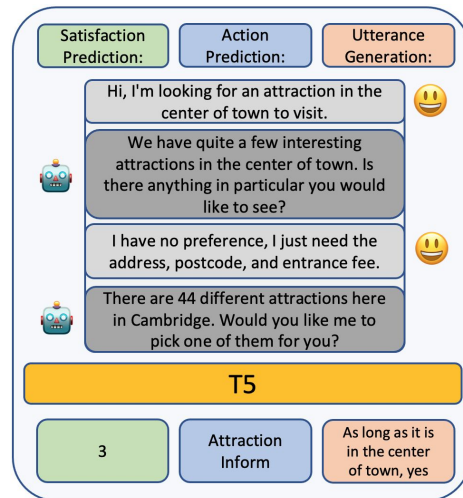 Satisfaction
Prediction:
Action
Prediction:
Utterance
Generation:
Hi, I'm looking for an attraction in the
center of town to visit.
We have quite a few interesting
attractions in the center of town. Is
there anything in particular you would
like to see?
I have no preference, I just need the
address, postcode, and entrance fee.
There are 44 different attractions here
in Cambridge. Would you like me to
pick one of them for you?
T5
3
Attraction
Inform
As long as it is
in the center
of town, yes